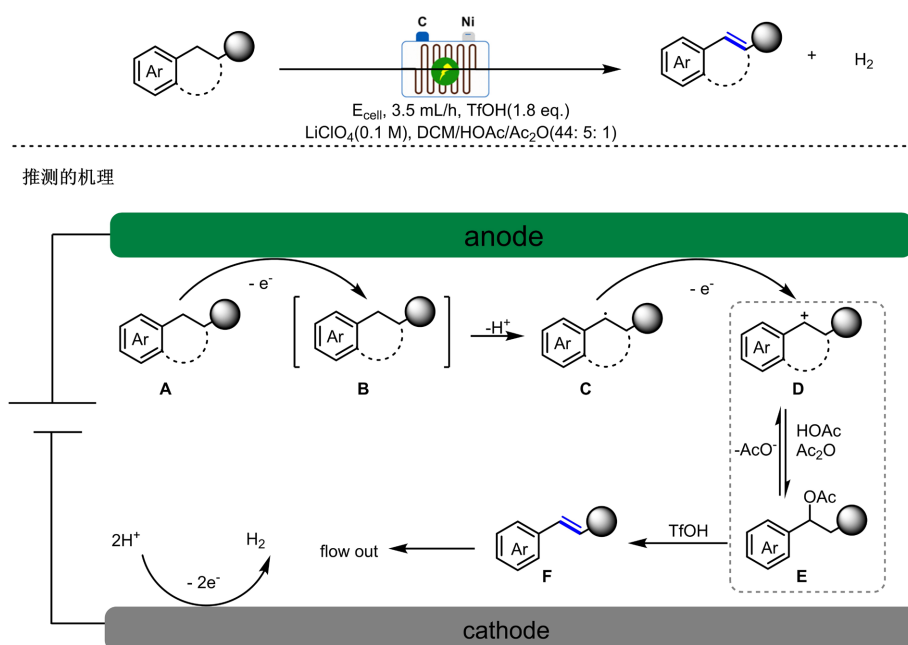 C Ni
Ar
Ar
+ H₂
E_cell, 3.5 mL/h, TfOH(1.8 eq.)
LiClO₄(0.1 M), DCM/HOAc/Ac₂O(44: 5: 1)
推测的机理
anode
- e⁻
- e⁻
Ar
A
Ar
B
-H⁺
Ar
C
+
Ar
D
-AcO⁻
HOAc
Ac₂O
OAc
Ar
E
TfOH
Ar
F
flow out
2H⁺
H₂
- 2e⁻
cathode